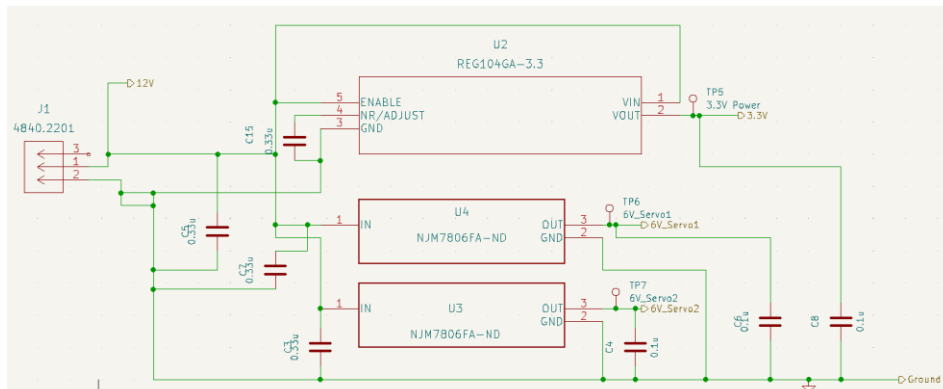 U2
REG104GA-3.3
12V
J1
4840.2201
3
1
2
5 ENABLE
4 NR/ADJUST
3 GND
VIN 1
VOUT 2
TP5
3.3V Power
3.3V
C15
0.33u
C5
0.33u
C7
0.33u
U4
NJM7806FA-ND
1 IN
OUT 3
GND 2
TP6
6V_Servo1
6V_Servo1
U3
NJM7806FA-ND
1 IN
OUT 3
GND 2
TP7
6V_Servo2
6V_Servo2
C3
0.33u
C4
0.1u
C6
0.1u
C8
0.1u
Ground